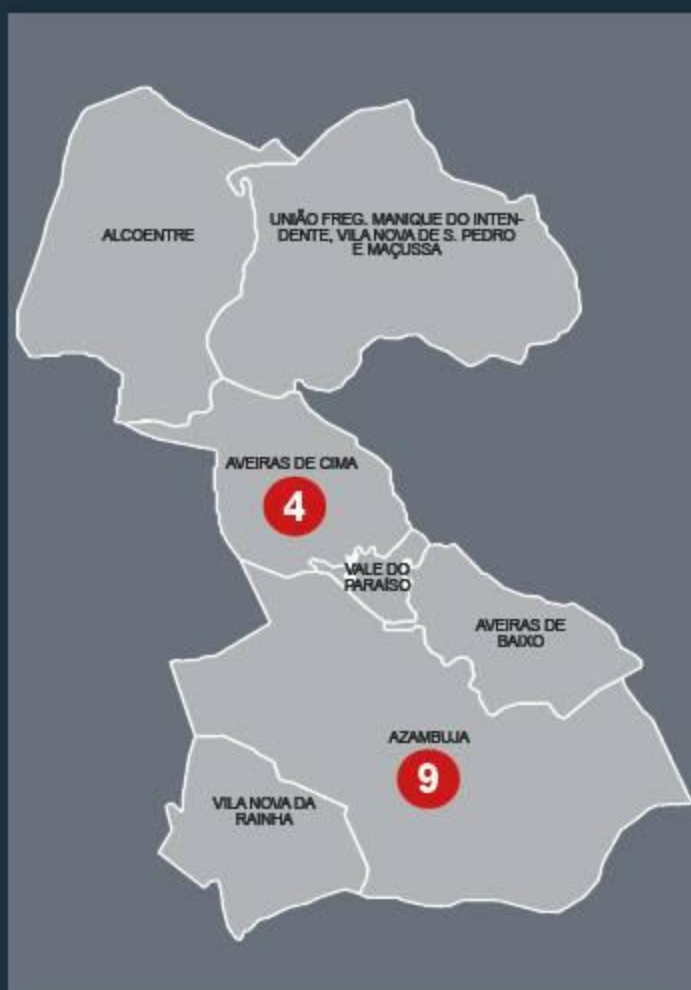 ALCOENTRE
UNIÃO FREG. MANIQUE DO INTEN-
DENTE, VILA NOVA DE S. PEDRO
E MAÇUSSA
AVEIRAS DE CIMA
4
VALE DO
PARAÍSO
AVEIRAS DE
BAIXO
AZAMBUJA
9
VILA NOVA DA
RAINHA